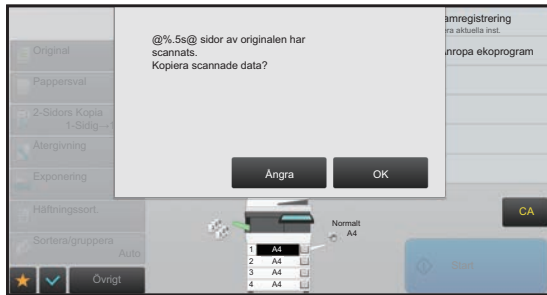 @%.5s@ sidor av originalen har
scannats.
Kopiera scannade data?
Ångra
OK
amregistrering
era aktuella inst.
Anropa ekoprogram
Original
Pappersval
2-Sidors Kopia
1-Sidig→1
Återgivning
Exponering
Häftningssort.
Sortera/gruppera
Auto
Övrigt
Normalt
A4
1 A4
2 A4
3 A4
4 A4
CA
Start